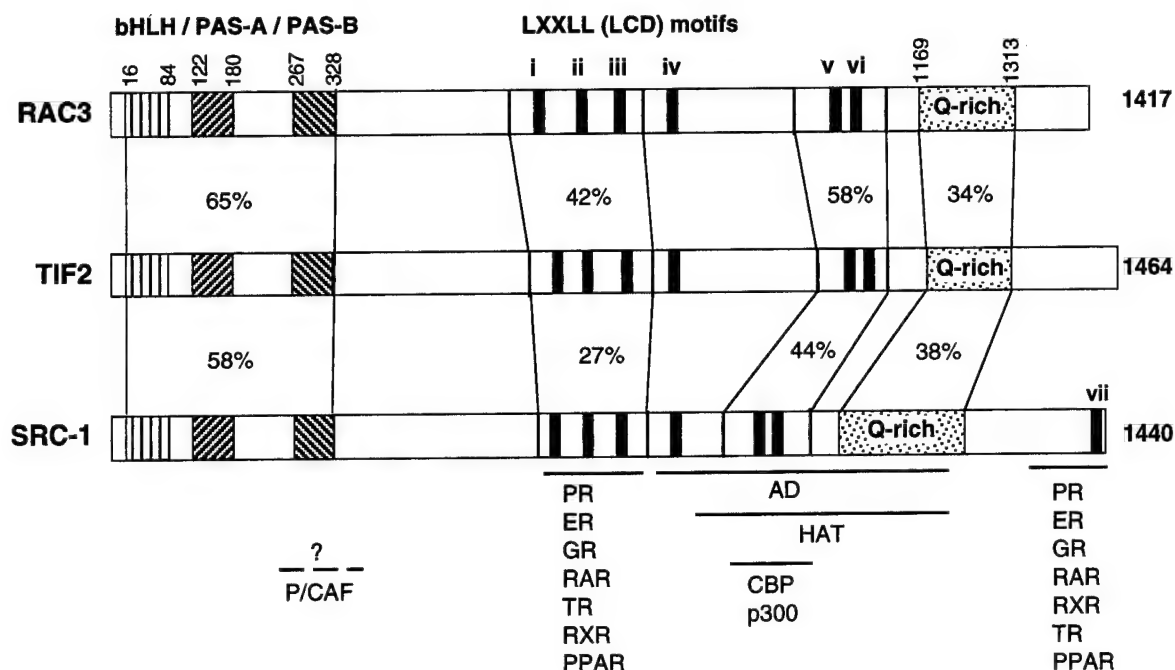 bHLH / PAS-A / PAS-B
LXXLL (LCD) motifs
16
84
122
180
267
328
i
ii
iii
iv
v
vi
1169
1313
RAC3
Q-rich
1417
65%
42%
58%
34%
TIF2
Q-rich
1464
58%
27%
44%
38%
vii
SRC-1
Q-rich
1440
PR
ER
GR
RAR
TR
RXR
PPAR
AD
HAT
CBP
p300
?
P/CAF
PR
ER
GR
RAR
RXR
TR
PPAR